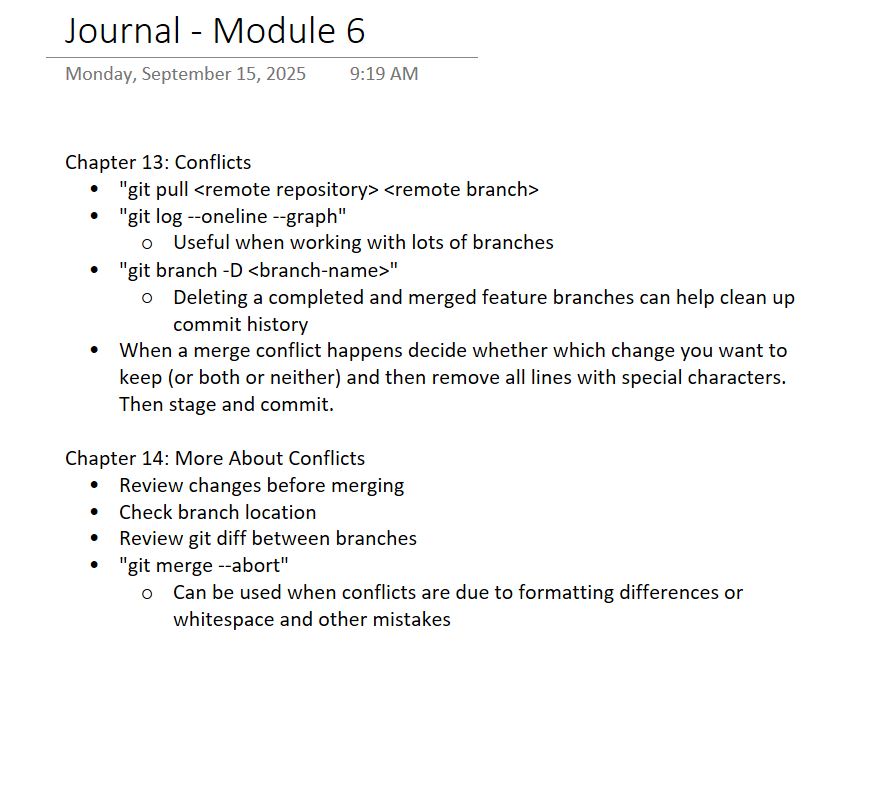 Journal - Module 6
Monday, September 15, 2025 9:19 AM
Chapter 13: Conflicts
• "git pull <remote repository> <remote branch>
• "git log --oneline --graph"
○ Useful when working with lots of branches
• "git branch -D <branch-name>"
○ Deleting a completed and merged feature branches can help clean up
commit history
• When a merge conflict happens decide whether which change you want to
keep (or both or neither) and then remove all lines with special characters.
Then stage and commit.
Chapter 14: More About Conflicts
• Review changes before merging
• Check branch location
• Review git diff between branches
• "git merge --abort"
○ Can be used when conflicts are due to formatting differences or
whitespace and other mistakes